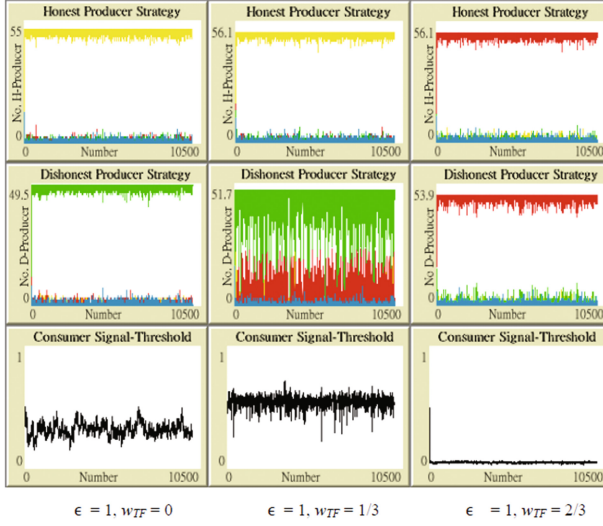 Honest Producer Strategy
55
No. H-Producer
0
0
Number
10500
Honest Producer Strategy
56.1
No. H-Producer
0
0
Number
10500
Honest Producer Strategy
56.1
No. H-Producer
0
0
Number
10500
Dishonest Producer Strategy
49.5
No. D-Producer
0
0
Number
10500
Dishonest Producer Strategy
51.7
No. D-Producer
0
0
Number
10500
Dishonest Producer Strategy
53.9
No. D-Producer
0
0
Number
10500
Consumer Signal-Threshold
1
0
0
Number
10500
Consumer Signal-Threshold
1
0
0
Number
10500
Consumer Signal-Threshold
1
0
0
Number
10500
ϵ = 1, wTF = 0
ϵ = 1, wTF = 1/3
ϵ = 1, wTF = 2/3